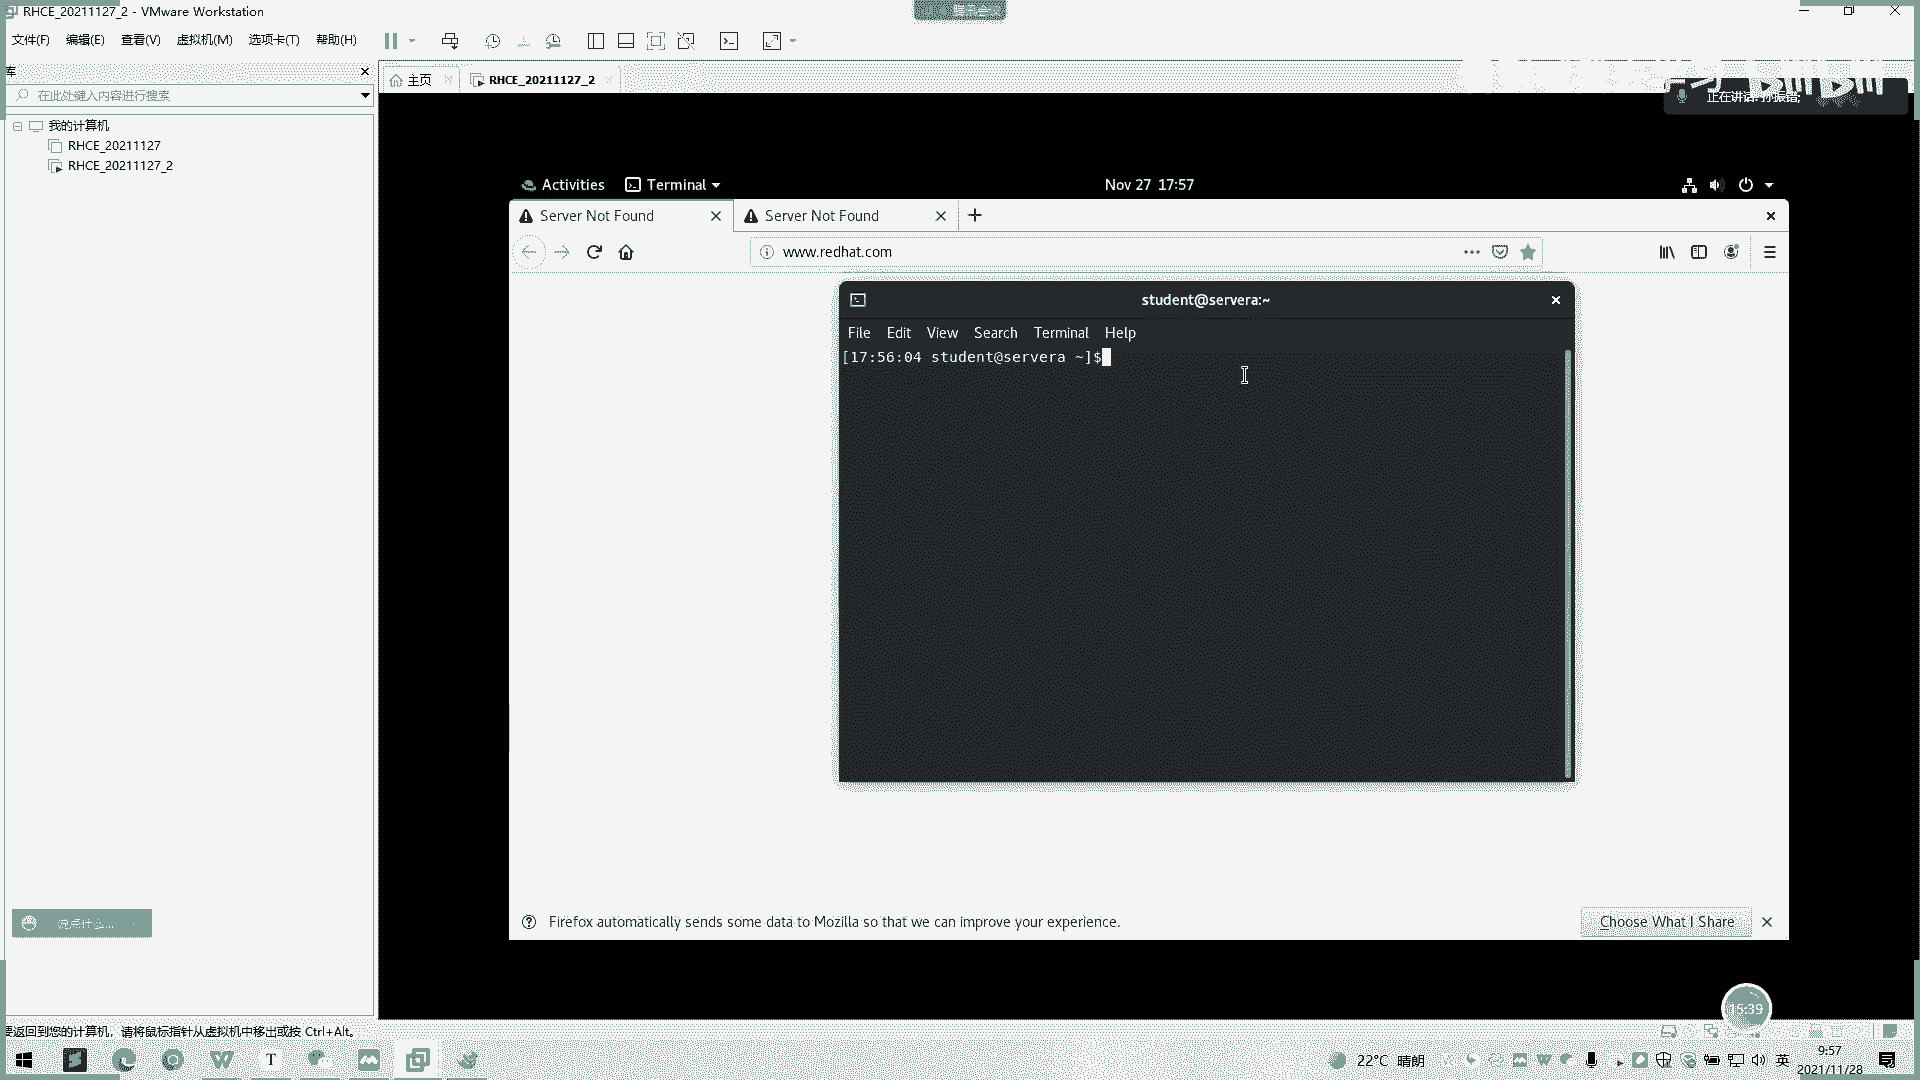 RHCE_20211127_2 - VMware Workstation
文件(F) 编辑(E) 查看(V) 虚拟机(M) 选项卡(T) 帮助(H)
库
主页 RHCE_20211127_2
在此处键入内容进行搜索
正在讲话:
我的计算机
RHCE_20211127
RHCE_20211127_2
Activities Terminal Nov 27 17:57
Server Not Found Server Not Found
www.redhat.com
student@servera:~
File Edit View Search Terminal Help
[17:56:04 student@servera ~]$
Firefox automatically sends some data to Mozilla so that we can improve your experience. Choose What I Share
说点什么...
15:39
要返回到您的计算机，请将鼠标指针从虚拟机中移出或按 Ctrl+Alt。
22°C 晴朗 英 9:57
2021/11/28